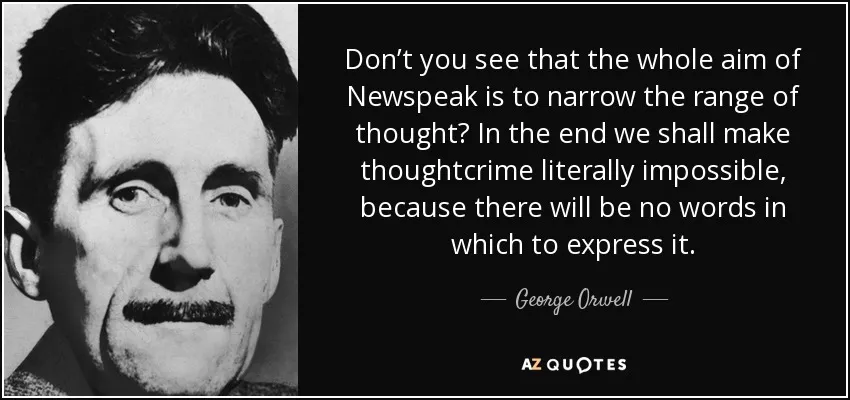 Don’t you see that the whole aim of
Newspeak is to narrow the range of
thought? In the end we shall make
thoughtcrime literally impossible,
because there will be no words in
which to express it.
George Orwell
AZ QUOTES